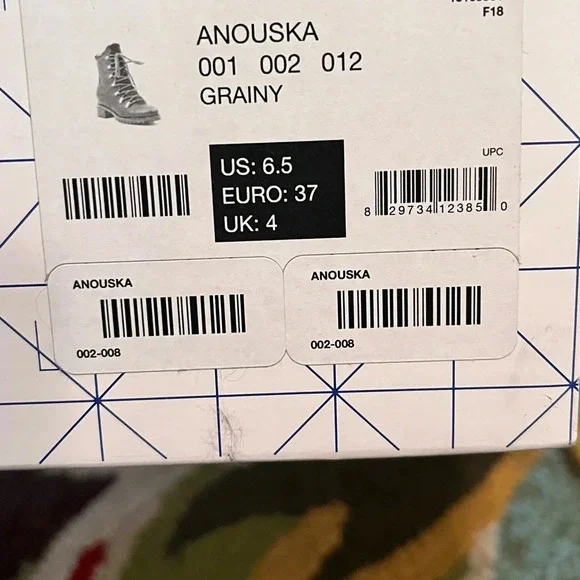 F18
ANOUSKA
001 002 012
GRAINY
US: 6.5
EURO: 37
UK: 4
UPC
8 29734 12385 0
ANOUSKA
002-008
ANOUSKA
002-008